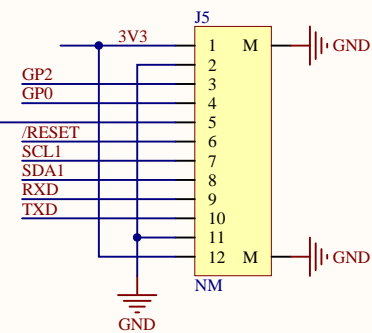 J5
3V3 1 M GND
2
GP2 3
GP0 4
5
/RESET 6
SCL1 7
SDA1 8
RXD 9
TXD 10
11
12 M GND
NM
GND